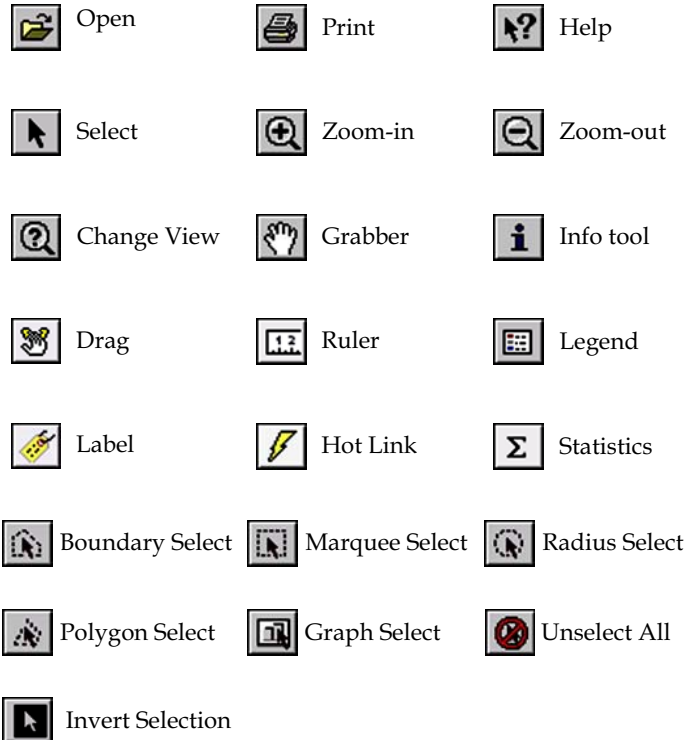 Open Print Help
Select Zoom-in Zoom-out
Change View Grabber Info tool
Drag Ruler Legend
Label Hot Link Statistics
Boundary Select Marquee Select Radius Select
Polygon Select Graph Select Unselect All
Invert Selection